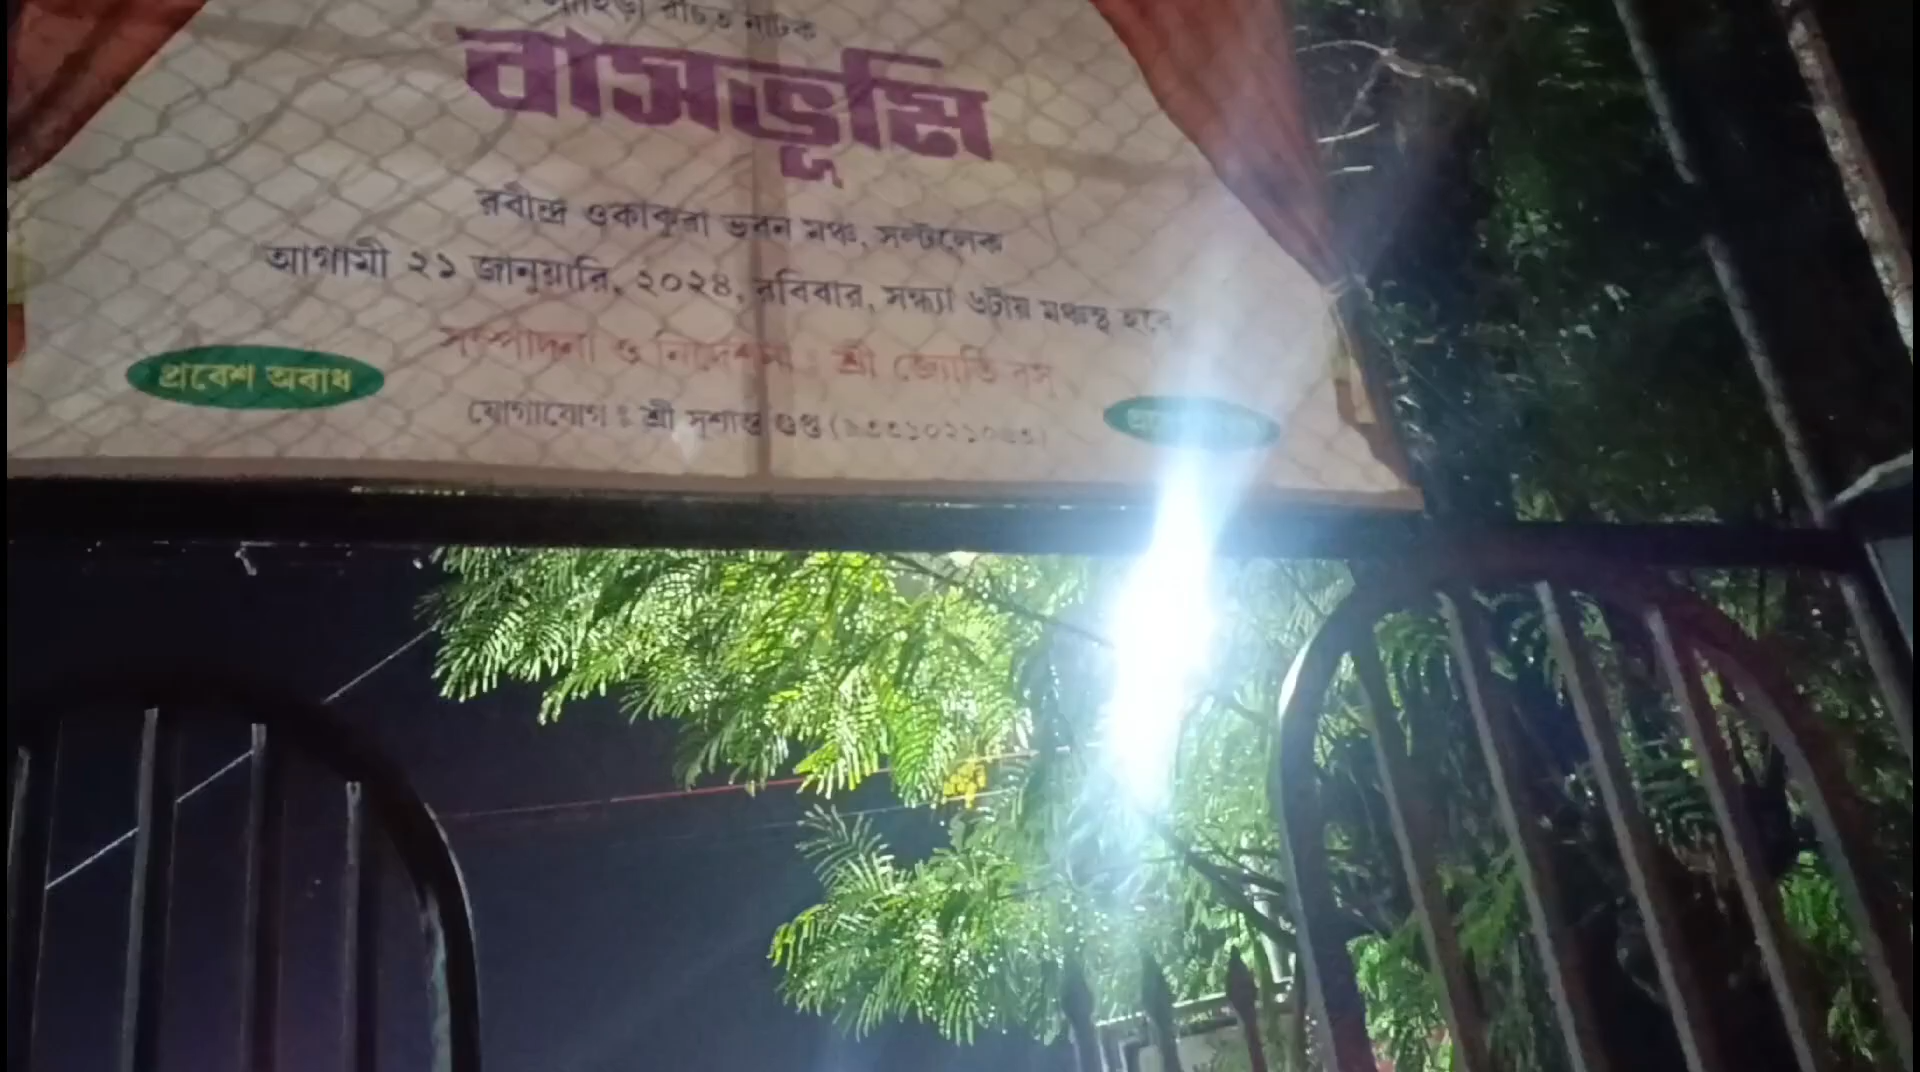 রচিত নাটক
বাসভূমি
রবীন্দ্র ওকাকুরা ভবন মঞ্চ, সল্টলেক
আগামী ২১ জানুয়ারি, ২০২৪, রবিবার, সন্ধ্যা ৬টায় মঞ্চস্থ হবে
সম্পাদনা ও নির্দেশনা : শ্রী জ্যোতি বসু
প্রবেশ অবাধ
যোগাযোগ : শ্রী সুশান্ত গুপ্ত